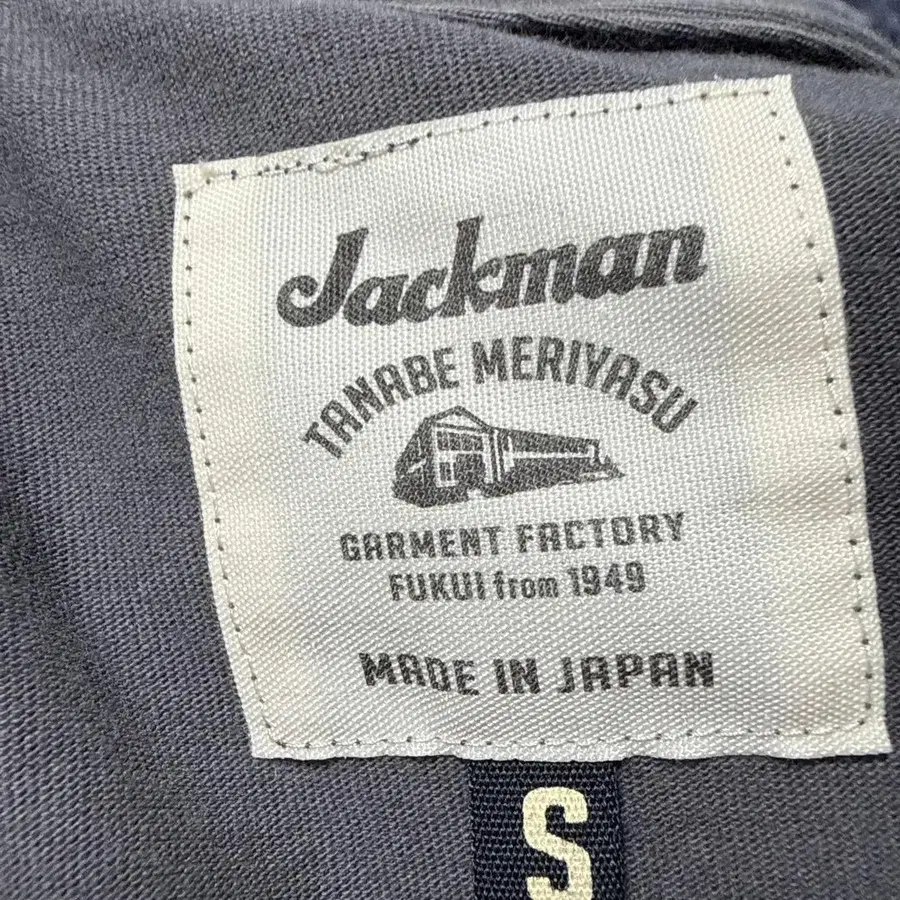 Jackman
TANABE MERIYASU
GARMENT FACTORY
FUKUI from 1949
MADE IN JAPAN
S